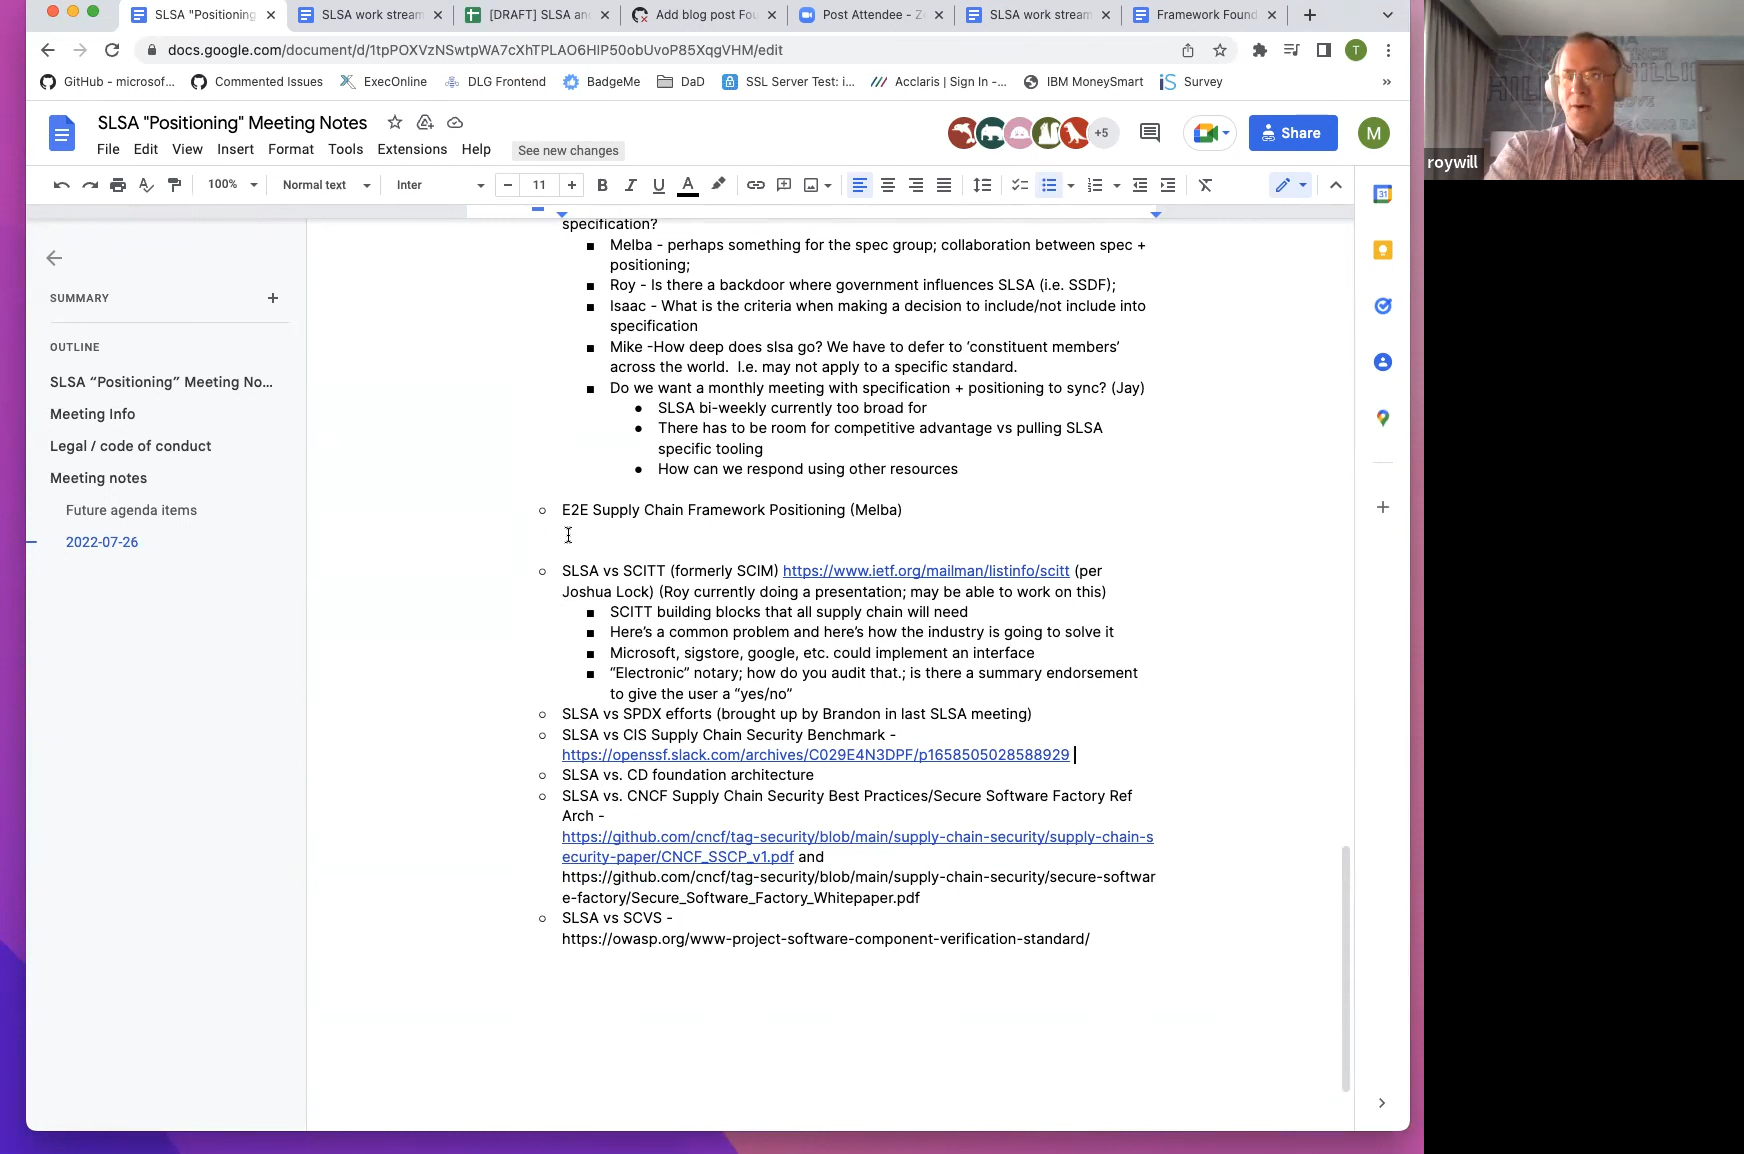 SLSA "Positioning"
SLSA work stream
[DRAFT] SLSA an
Add blog post Fou
Post Attendee - Z
SLSA work stream
Framework Found
docs.google.com/document/d/1tpPOXVzNSwtpWA7cXhTPLAO6HIP50obUvoP85XqgVHM/edit
T
GitHub - microsof...
Commented Issues
ExecOnline
DLG Frontend
BadgeMe
DaD
SSL Server Test: i...
Acclaris | Sign In -...
IBM MoneySmart
Survey
»
SLSA "Positioning" Meeting Notes
+5
Share
M
File Edit View Insert Format Tools Extensions Help
See new changes
100%
Normal text
Inter
11
B I U A
31
SUMMARY
OUTLINE
SLSA “Positioning” Meeting No...
Meeting Info
Legal / code of conduct
Meeting notes
Future agenda items
2022-07-26
specification?
■ Melba - perhaps something for the spec group; collaboration between spec +
positioning;
■ Roy - Is there a backdoor where government influences SLSA (i.e. SSDF);
■ Isaac - What is the criteria when making a decision to include/not include into
specification
■ Mike -How deep does slsa go? We have to defer to ‘constituent members’
across the world. I.e. may not apply to a specific standard.
■ Do we want a monthly meeting with specification + positioning to sync? (Jay)
● SLSA bi-weekly currently too broad for
● There has to be room for competitive advantage vs pulling SLSA
specific tooling
● How can we respond using other resources
○ E2E Supply Chain Framework Positioning (Melba)
○ SLSA vs SCITT (formerly SCIM) https://www.ietf.org/mailman/listinfo/scitt (per
Joshua Lock) (Roy currently doing a presentation; may be able to work on this)
■ SCITT building blocks that all supply chain will need
■ Here’s a common problem and here’s how the industry is going to solve it
■ Microsoft, sigstore, google, etc. could implement an interface
■ “Electronic” notary; how do you audit that.; is there a summary endorsement
to give the user a “yes/no”
○ SLSA vs SPDX efforts (brought up by Brandon in last SLSA meeting)
○ SLSA vs CIS Supply Chain Security Benchmark -
https://openssf.slack.com/archives/C029E4N3DPF/p1658505028588929
○ SLSA vs. CD foundation architecture
○ SLSA vs. CNCF Supply Chain Security Best Practices/Secure Software Factory Ref
Arch -
https://github.com/cncf/tag-security/blob/main/supply-chain-security/supply-chain-s
ecurity-paper/CNCF_SSCP_v1.pdf and
https://github.com/cncf/tag-security/blob/main/supply-chain-security/secure-softwar
e-factory/Secure_Software_Factory_Whitepaper.pdf
○ SLSA vs SCVS -
https://owasp.org/www-project-software-component-verification-standard/
roywill